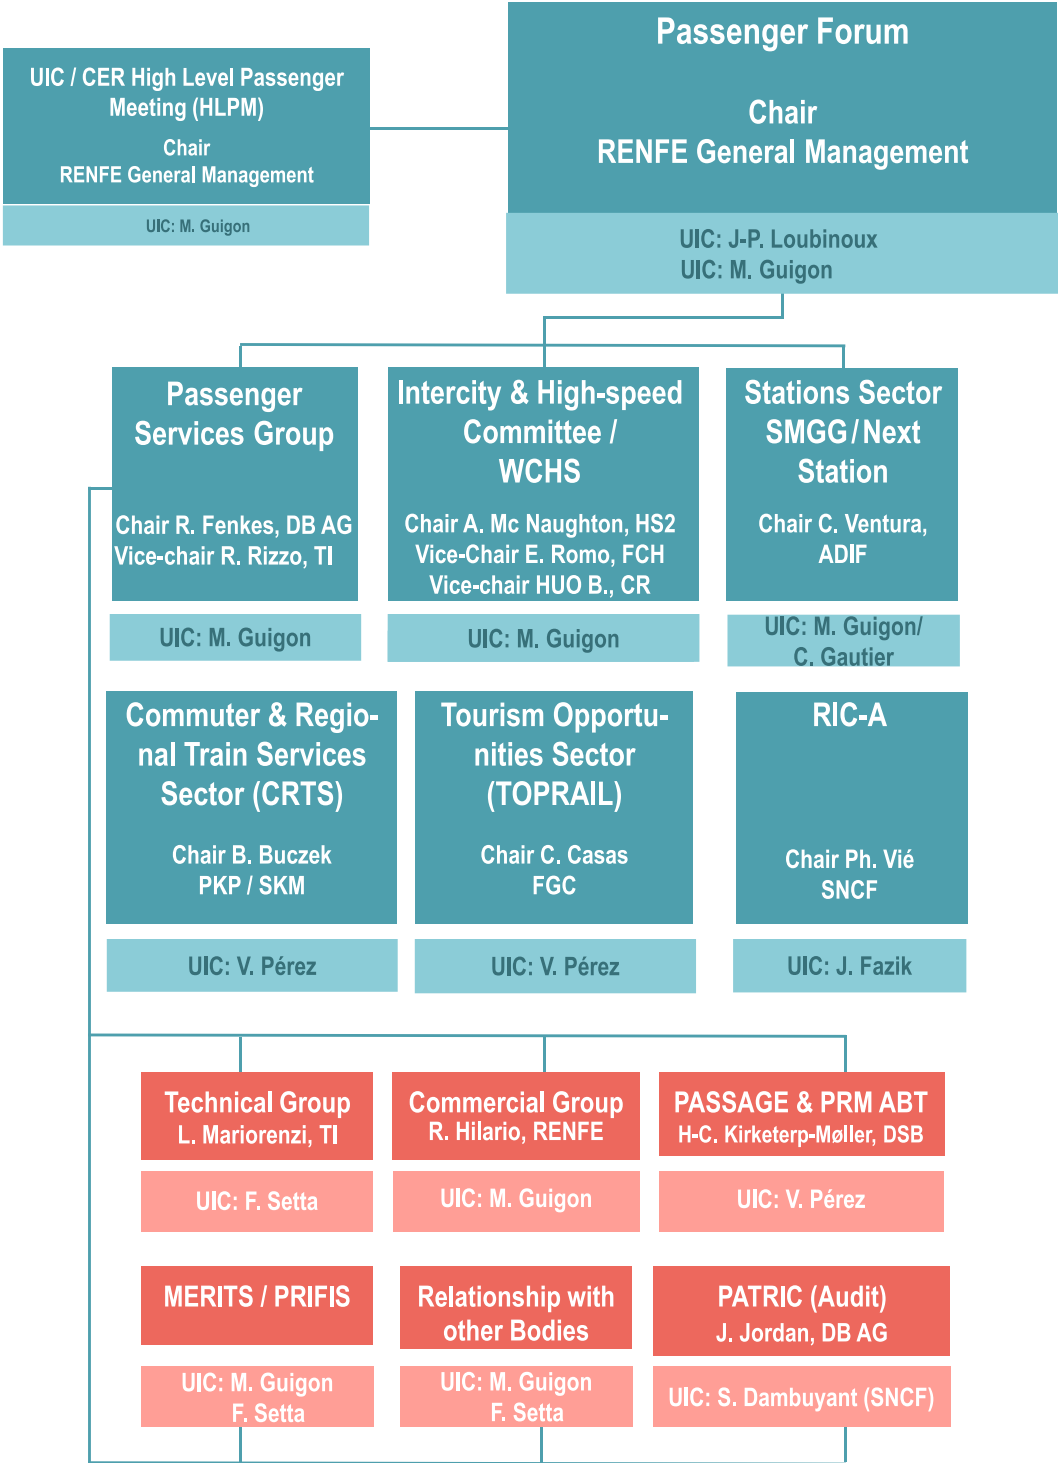 Passenger Forum
Chair
RENFE General Management
UIC: J-P. Loubinoux
UIC: M. Guigon
UIC / CER High Level Passenger
Meeting (HLPM)
Chair
RENFE General Management
UIC: M. Guigon
Passenger
Services Group
Chair R. Fenkes, DB AG
Vice-chair R. Rizzo, TI
UIC: M. Guigon
Intercity & High-speed
Committee /
WCHS
Chair A. Mc Naughton, HS2
Vice-Chair E. Romo, FCH
Vice-chair HUO B., CR
UIC: M. Guigon
Stations Sector
SMGG / Next
Station
Chair C. Ventura,
ADIF
UIC: M. Guigon/
C. Gautier
Commuter & Regio-
nal Train Services
Sector (CRTS)
Chair B. Buczek
PKP / SKM
UIC: V. Pérez
Tourism Opportu-
nities Sector
(TOPRAIL)
Chair C. Casas
FGC
UIC: V. Pérez
RIC-A
Chair Ph. Vié
SNCF
UIC: J. Fazik
Technical Group
L. Mariorenzi, TI
UIC: F. Setta
Commercial Group
R. Hilario, RENFE
UIC: M. Guigon
PASSAGE & PRM ABT
H-C. Kirketerp-Møller, DSB
UIC: V. Pérez
MERITS / PRIFIS
UIC: M. Guigon
F. Setta
Relationship with
other Bodies
UIC: M. Guigon
F. Setta
PATRIC (Audit)
J. Jordan, DB AG
UIC: S. Dambuyant (SNCF)